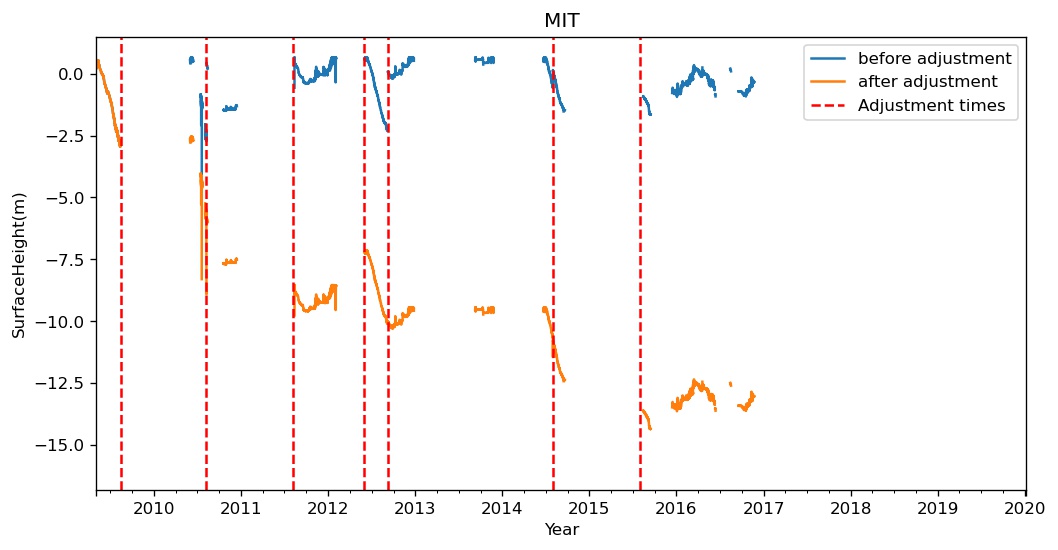 MIT
before adjustment
after adjustment
Adjustment times
SurfaceHeight(m)
0.0
−2.5
−5.0
−7.5
−10.0
−12.5
−15.0
2010 2011 2012 2013 2014 2015 2016 2017 2018 2019 2020
Year